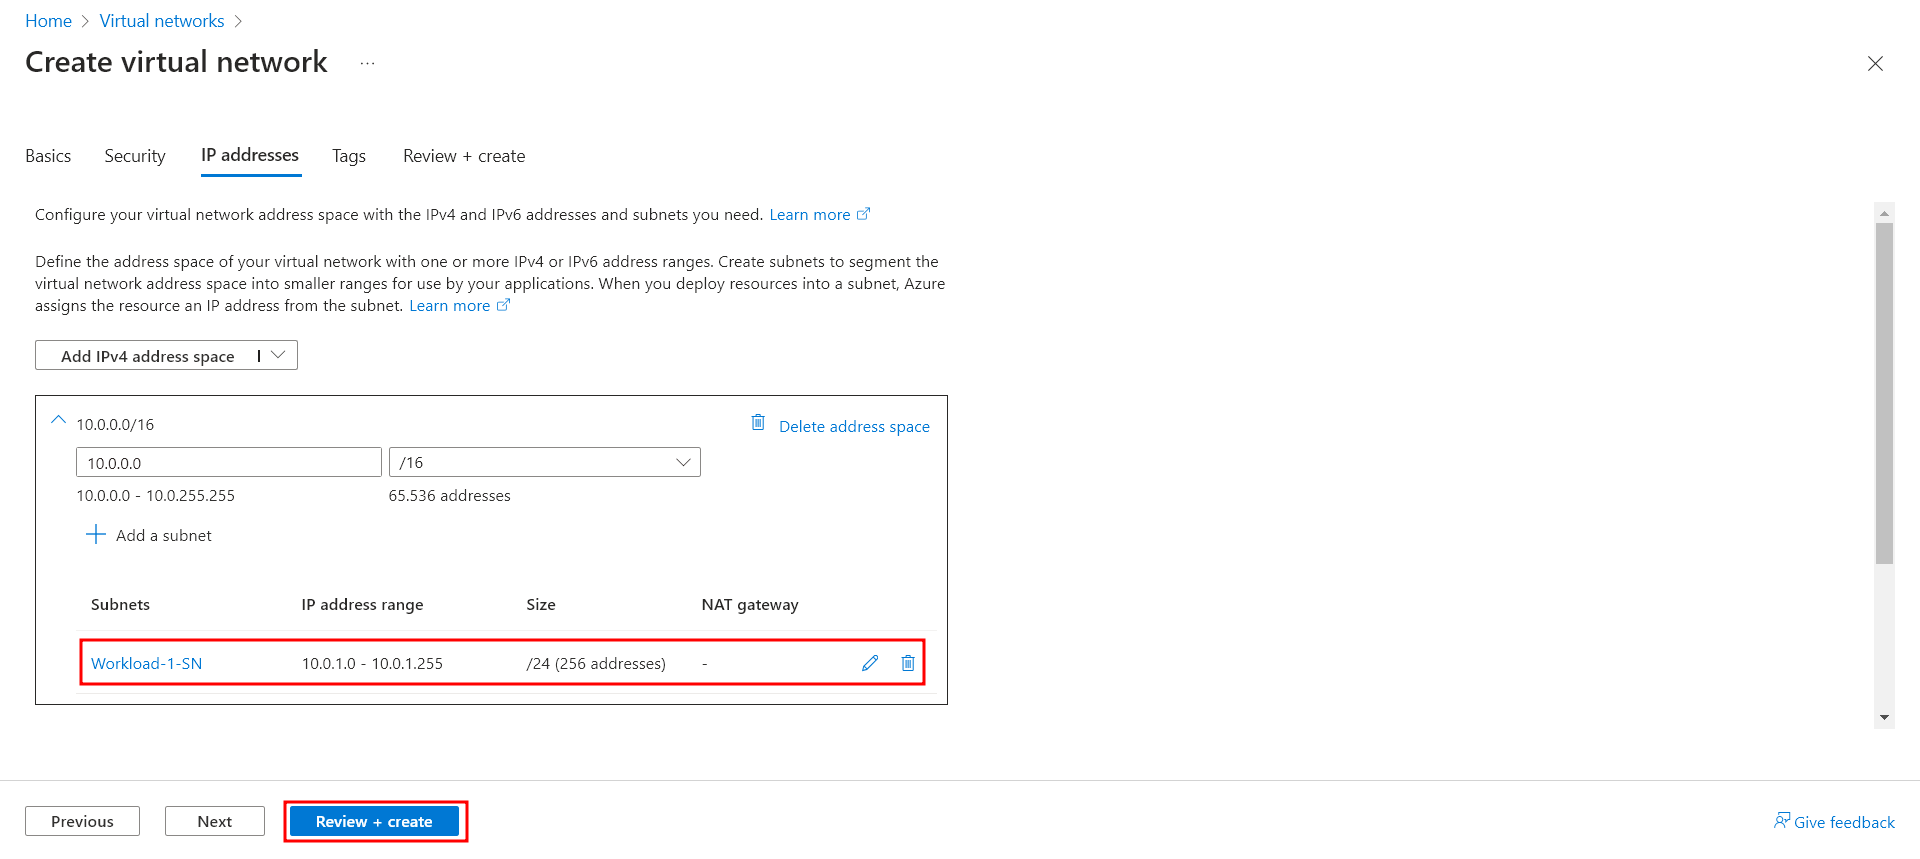 Home > Virtual networks >
Create virtual network ...
Basics Security IP addresses Tags Review + create
Configure your virtual network address space with the IPv4 and IPv6 addresses and subnets you need. Learn more
Define the address space of your virtual network with one or more IPv4 or IPv6 address ranges. Create subnets to segment the
virtual network address space into smaller ranges for use by your applications. When you deploy resources into a subnet, Azure
assigns the resource an IP address from the subnet. Learn more
Add IPv4 address space |
10.0.0.0/16 Delete address space
10.0.0.0 /16
10.0.0.0 - 10.0.255.255 65.536 addresses
+ Add a subnet
Subnets IP address range Size NAT gateway
Workload-1-SN 10.0.1.0 - 10.0.1.255 /24 (256 addresses) -
Previous Next Review + create Give feedback